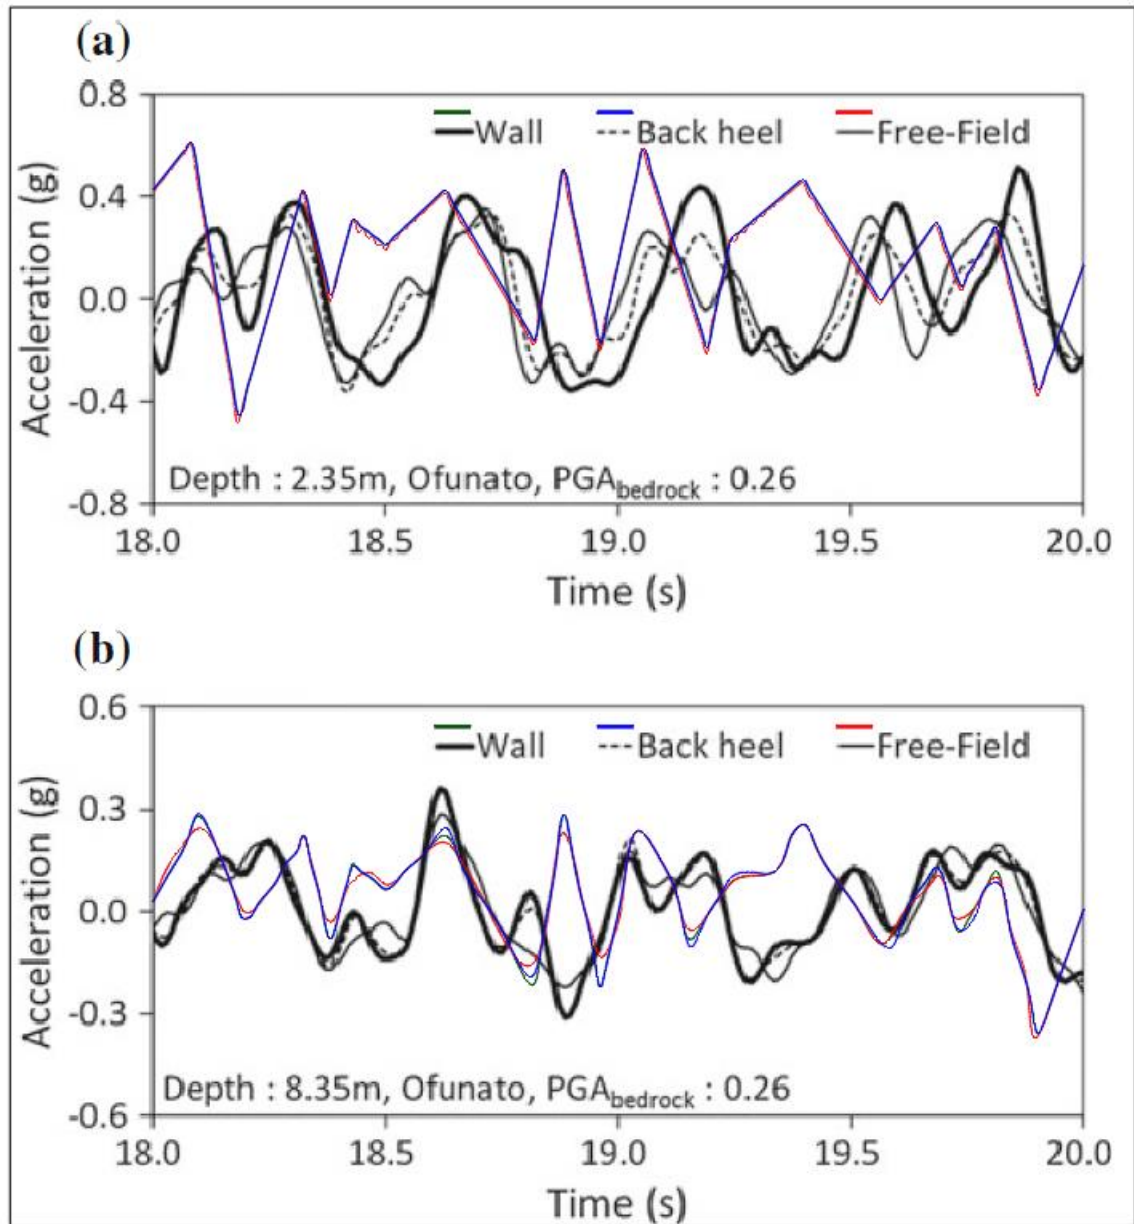 (a)
0.8
Wall Back heel Free-Field
0.4
0.0
-0.4
-0.8
Acceleration (g)
Depth : 2.35m, Ofunato, PGAbedrock : 0.26
18.0 18.5 19.0 19.5 20.0
Time (s)
(b)
0.6
Wall Back heel Free-Field
0.3
0.0
-0.3
-0.6
Acceleration (g)
Depth : 8.35m, Ofunato, PGAbedrock : 0.26
18.0 18.5 19.0 19.5 20.0
Time (s)